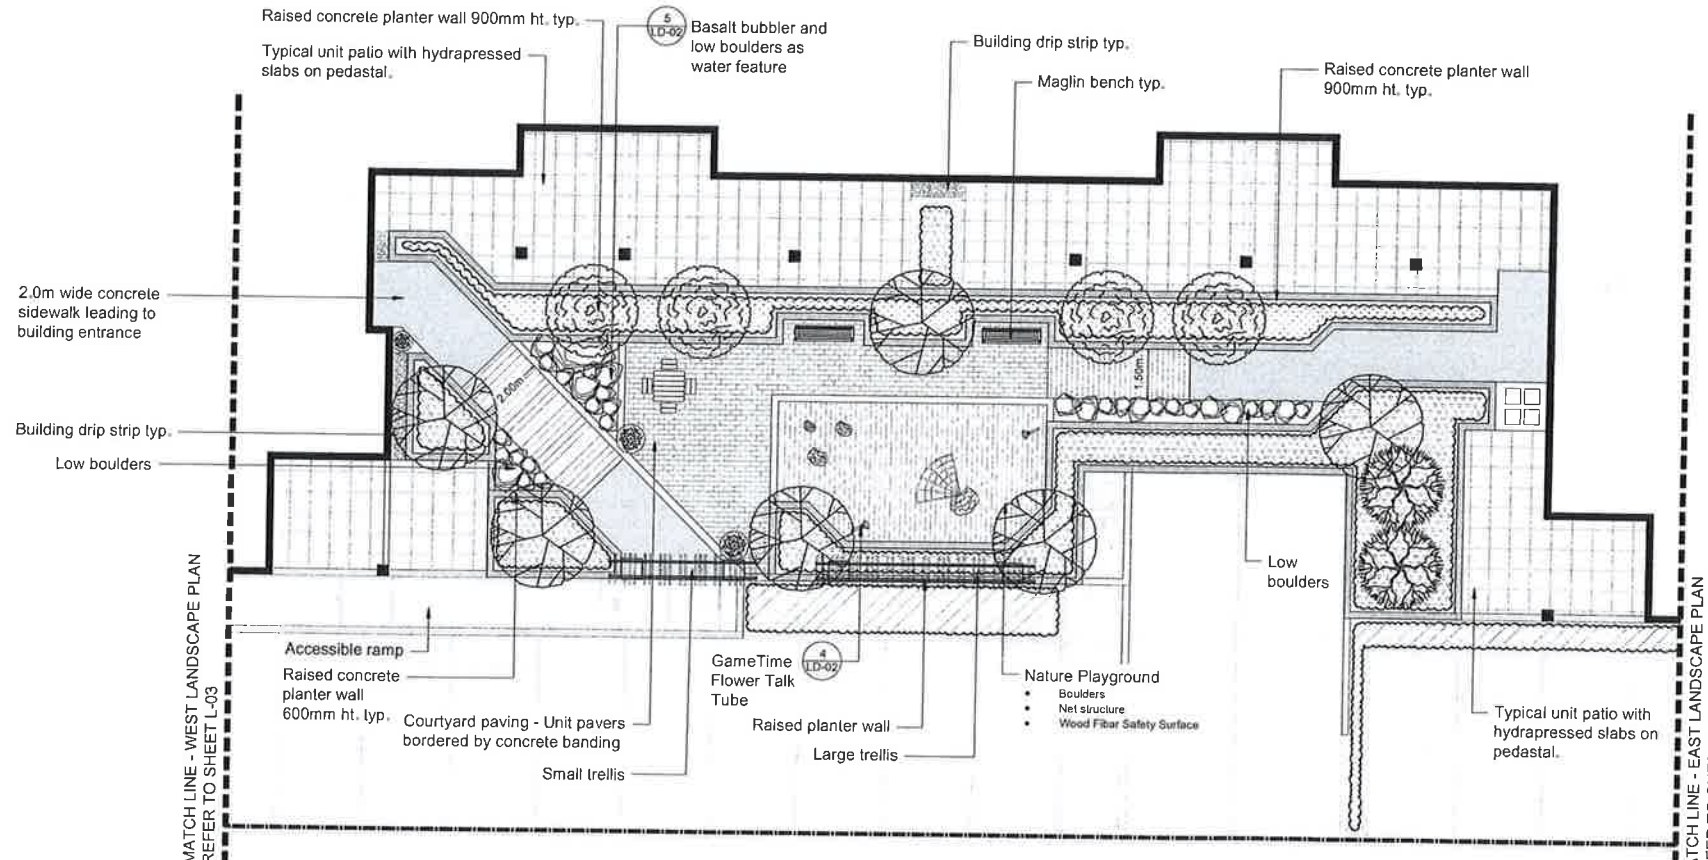 Raised concrete planter wall 900mm ht. typ.
Typical unit patio with hydrapressed
slabs on pedastal.
5
LD-02
Basalt bubbler and
low boulders as
water feature
Building drip strip typ.
Maglin bench typ.
Raised concrete planter wall
900mm ht. typ.
2.0m wide concrete
sidewalk leading to
building entrance
2.00m
1.50m
Building drip strip typ.
Low boulders
Low
boulders
MATCH LINE - WEST LANDSCAPE PLAN
REFER TO SHEET L-03
Accessible ramp
Raised concrete
planter wall
600mm ht. typ.
Courtyard paving - Unit pavers
bordered by concrete banding
Small trellis
GameTime
Flower Talk
Tube
4
LD-02
Raised planter wall
Large trellis
Nature Playground
• Boulders
• Net structure
• Wood Fibar Safety Surface
Typical unit patio with
hydrapressed slabs on
pedastal.
LINE - EAST LANDSCAPE PLAN